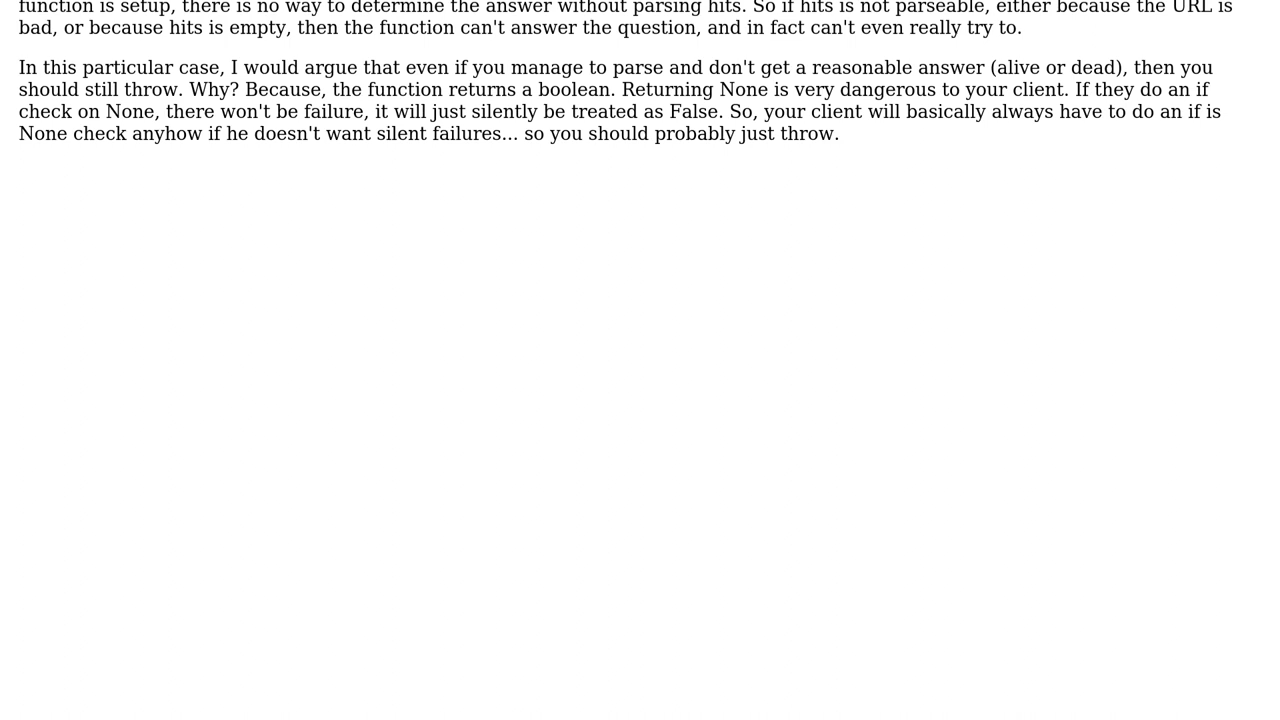 function is setup, there is no way to determine the answer without parsing hits. So if hits is not parseable, either because the URL is
bad, or because hits is empty, then the function can't answer the question, and in fact can't even really try to.
In this particular case, I would argue that even if you manage to parse and don't get a reasonable answer (alive or dead), then you
should still throw. Why? Because, the function returns a boolean. Returning None is very dangerous to your client. If they do an if
check on None, there won't be failure, it will just silently be treated as False. So, your client will basically always have to do an if is
None check anyhow if he doesn't want silent failures... so you should probably just throw.